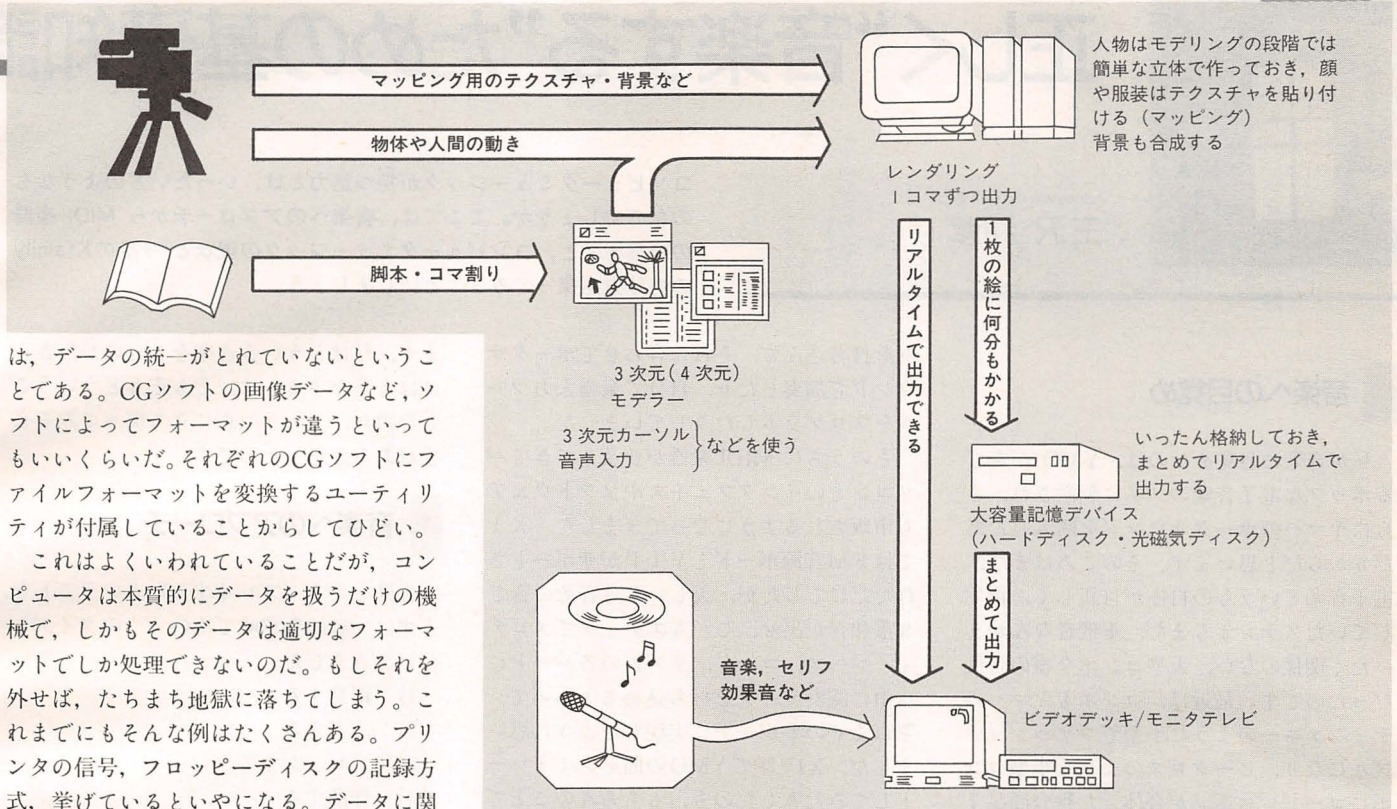 マッピング用のテクスチャ・背景など
物体や人間の動き
脚本・コマ割り
人物はモデリングの段階では
簡単な立体で作っておき，顔
や服装はテクスチャを貼り付
ける（マッピング）
背景も合成する
レンダリング
1コマずつ出力
リアルタイムで出力できる
1枚の絵に何分もかかる
3次元(4次元)
モデラー
3次元カーソル
音声入力
などを使う
いったん格納しておき，
まとめてリアルタイムで
出力する
大容量記憶デバイス
（ハードディスク・光磁気ディスク）
まとめて出力
音楽，セリフ
効果音など
ビデオデッキ/モニタテレビ
は，データの統一がとれていないというこ
とである。CGソフトの画像データなど，ソ
フトによってフォーマットが違うといって
もいいくらいだ。それぞれのCGソフトにフ
ァイルフォーマットを変換するユーティリ
ティが付属していることからしてひどい。
これはよくいわれていることだが，コン
ピュータは本質的にデータを扱うだけの機
械で，しかもそのデータは適切なフォーマ
ットでしか処理できないのだ。もしそれを
外せば，たちまち地獄に落ちてしまう。こ
れまでにもそんな例はたくさんある。プリ
ンタの信号，フロッピーディスクの記録方
式，挙げているといやになる。データに関